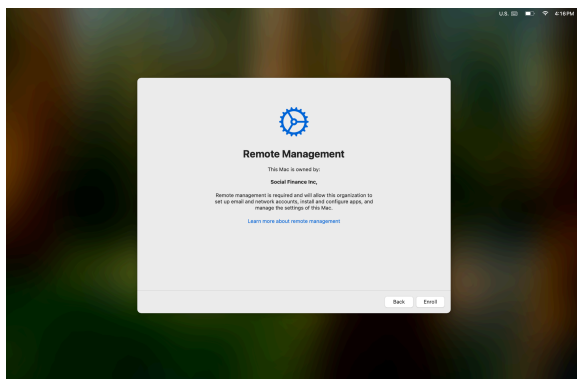 U.S. 4:16 PM
Remote Management
This Mac is owned by:
Social Finance Inc,
Remote management is required and will allow this organization to
set up email and network accounts, install and configure apps, and
manage the settings of this Mac.
Learn more about remote management
Back Enroll